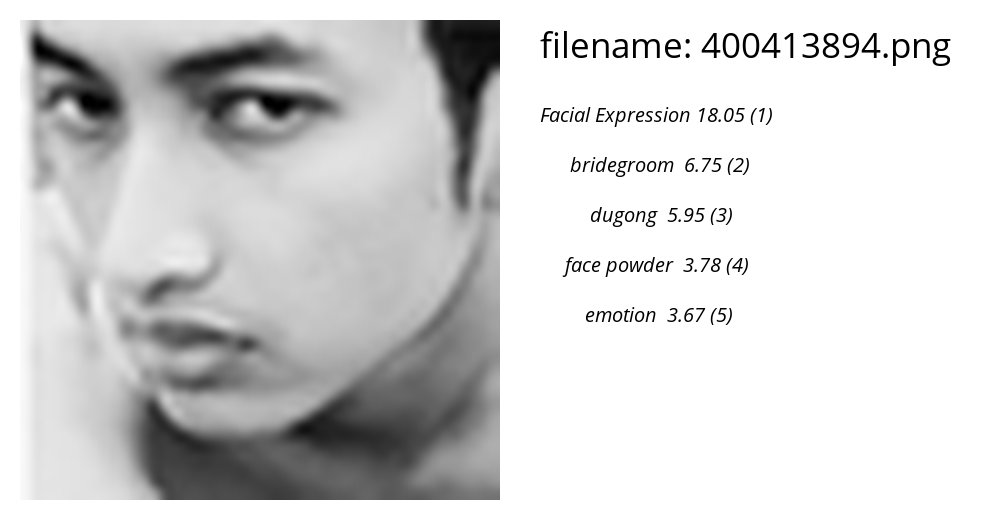 filename: 400413894.png
Facial Expression 18.05 (1)
bridegroom 6.75 (2)
dugong 5.95 (3)
face powder 3.78 (4)
emotion 3.67 (5)